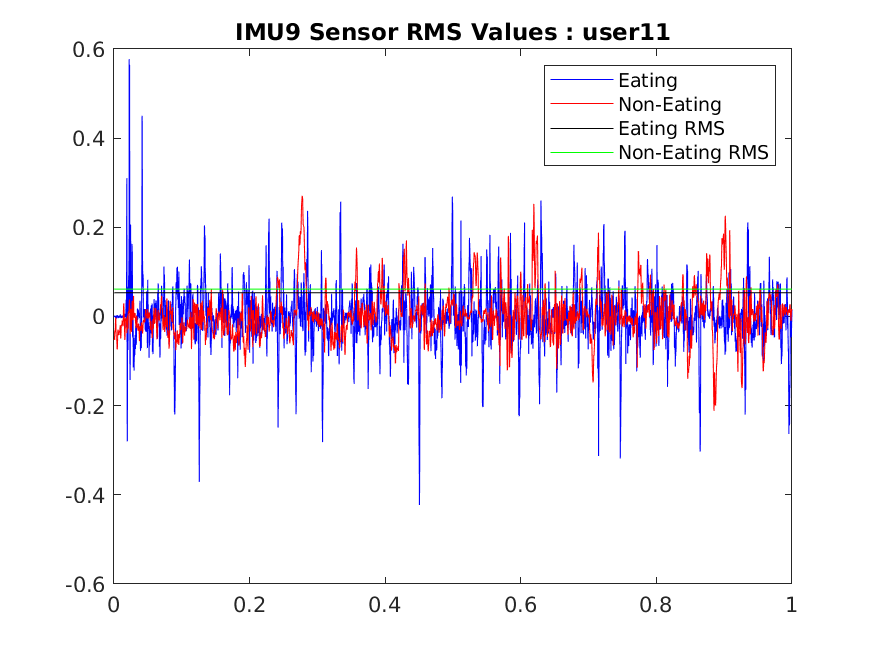 IMU9 Sensor RMS Values : user11
0.6
0.4
0.2
0
-0.2
-0.4
-0.6
Eating
Non-Eating
Eating RMS
Non-Eating RMS
0 0.2 0.4 0.6 0.8 1